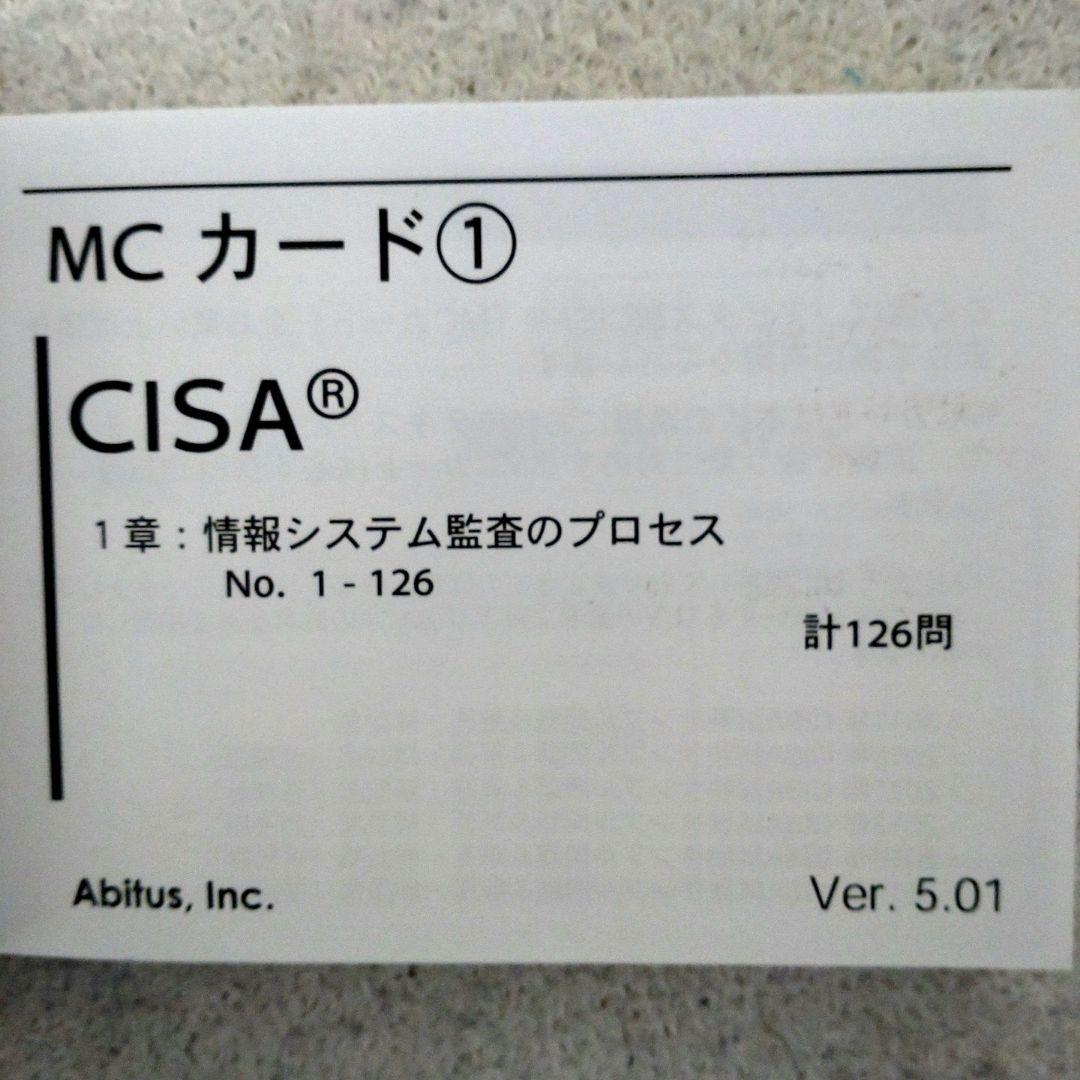 MC カード①
CISA®
1 章 : 情報システム監査のプロセス
No. 1 - 126
計126問
Abitus, Inc.
Ver. 5.01